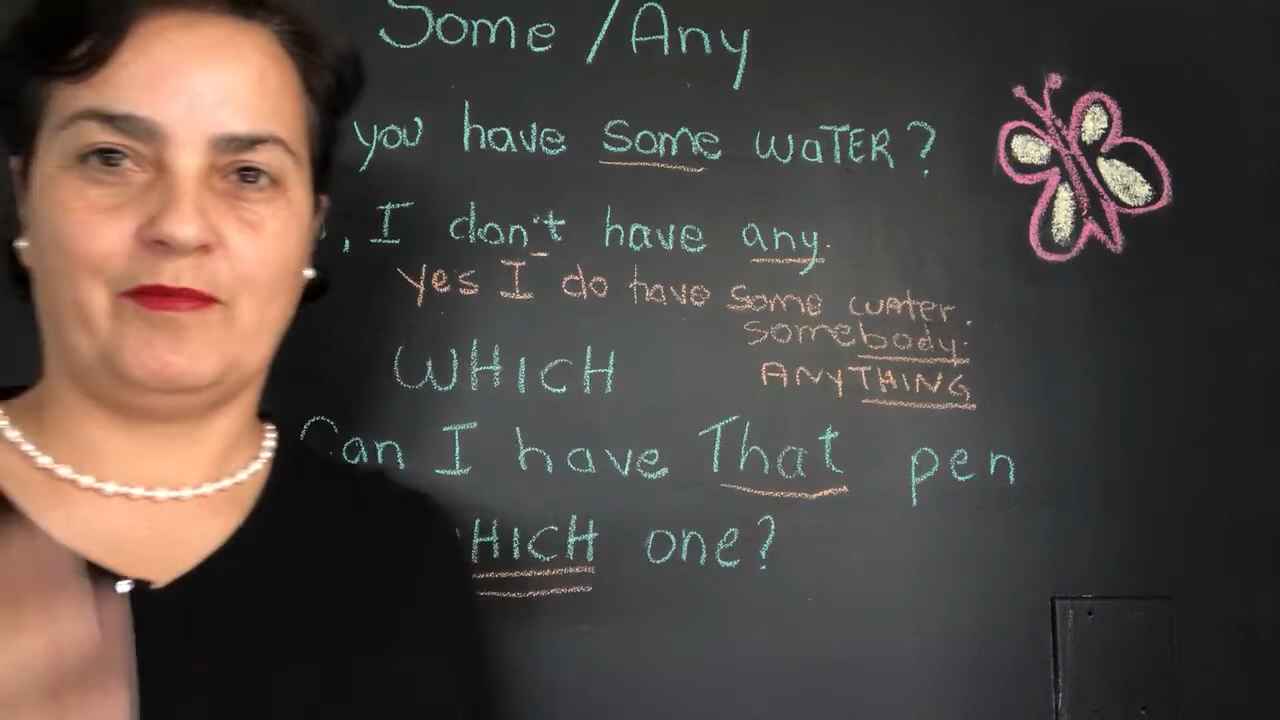 Some / Any
you have some WaTER?
, I don't have any.
yes I do have some water.
somebody.
WHICH
ANyTHING
Can I have That pen
HICH one?